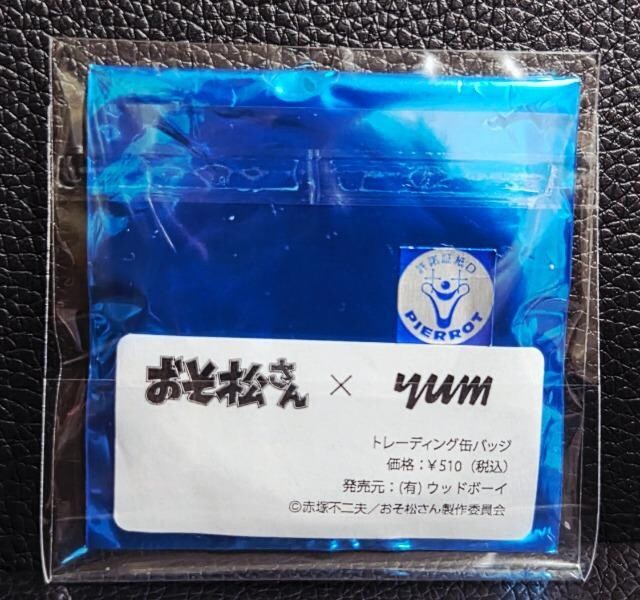 許諾証紙D
PIERROT
おそ松さん × yum
トレーディング缶バッジ
価格：￥510（税込）
発売元：(有) ウッドボーイ
©赤塚不二夫／おそ松さん製作委員会